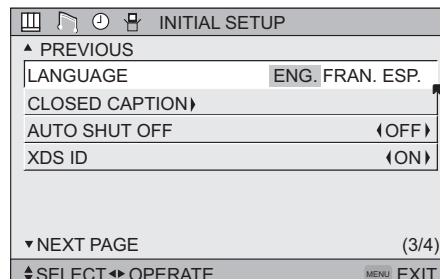 INITIAL SETUP
▲ PREVIOUS
LANGUAGE ENG. FRAN. ESP.
CLOSED CAPTION
AUTO SHUT OFF OFF
XDS ID ON
▼ NEXT PAGE (3/4)
SELECT OPERATE MENU EXIT